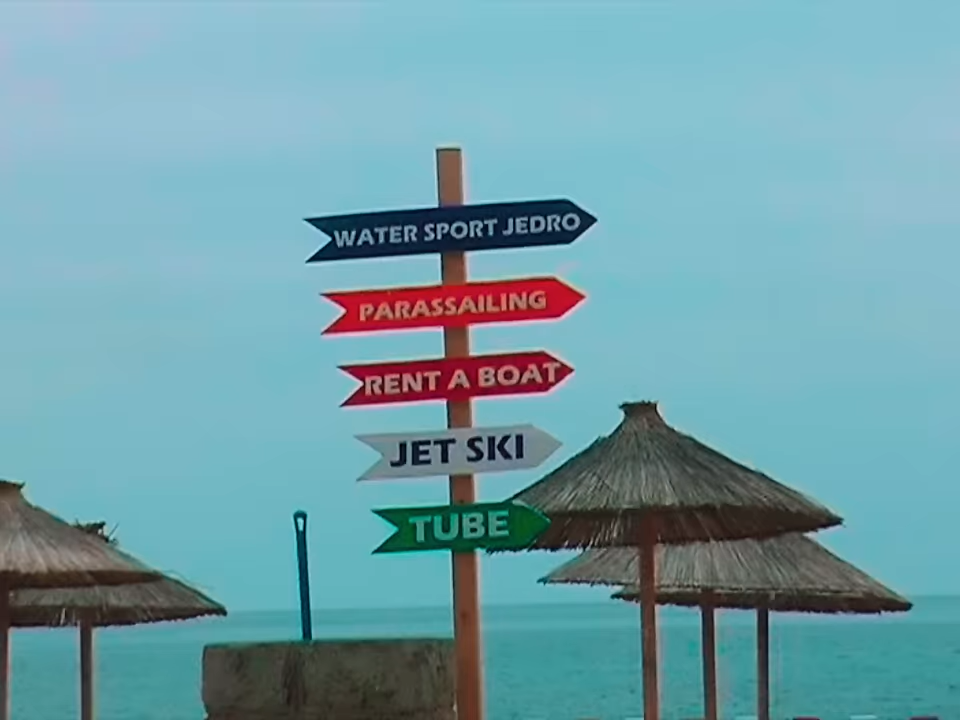 WATER SPORT JEDRO
PARASSAILING
RENT A BOAT
JET SKI
TUBE